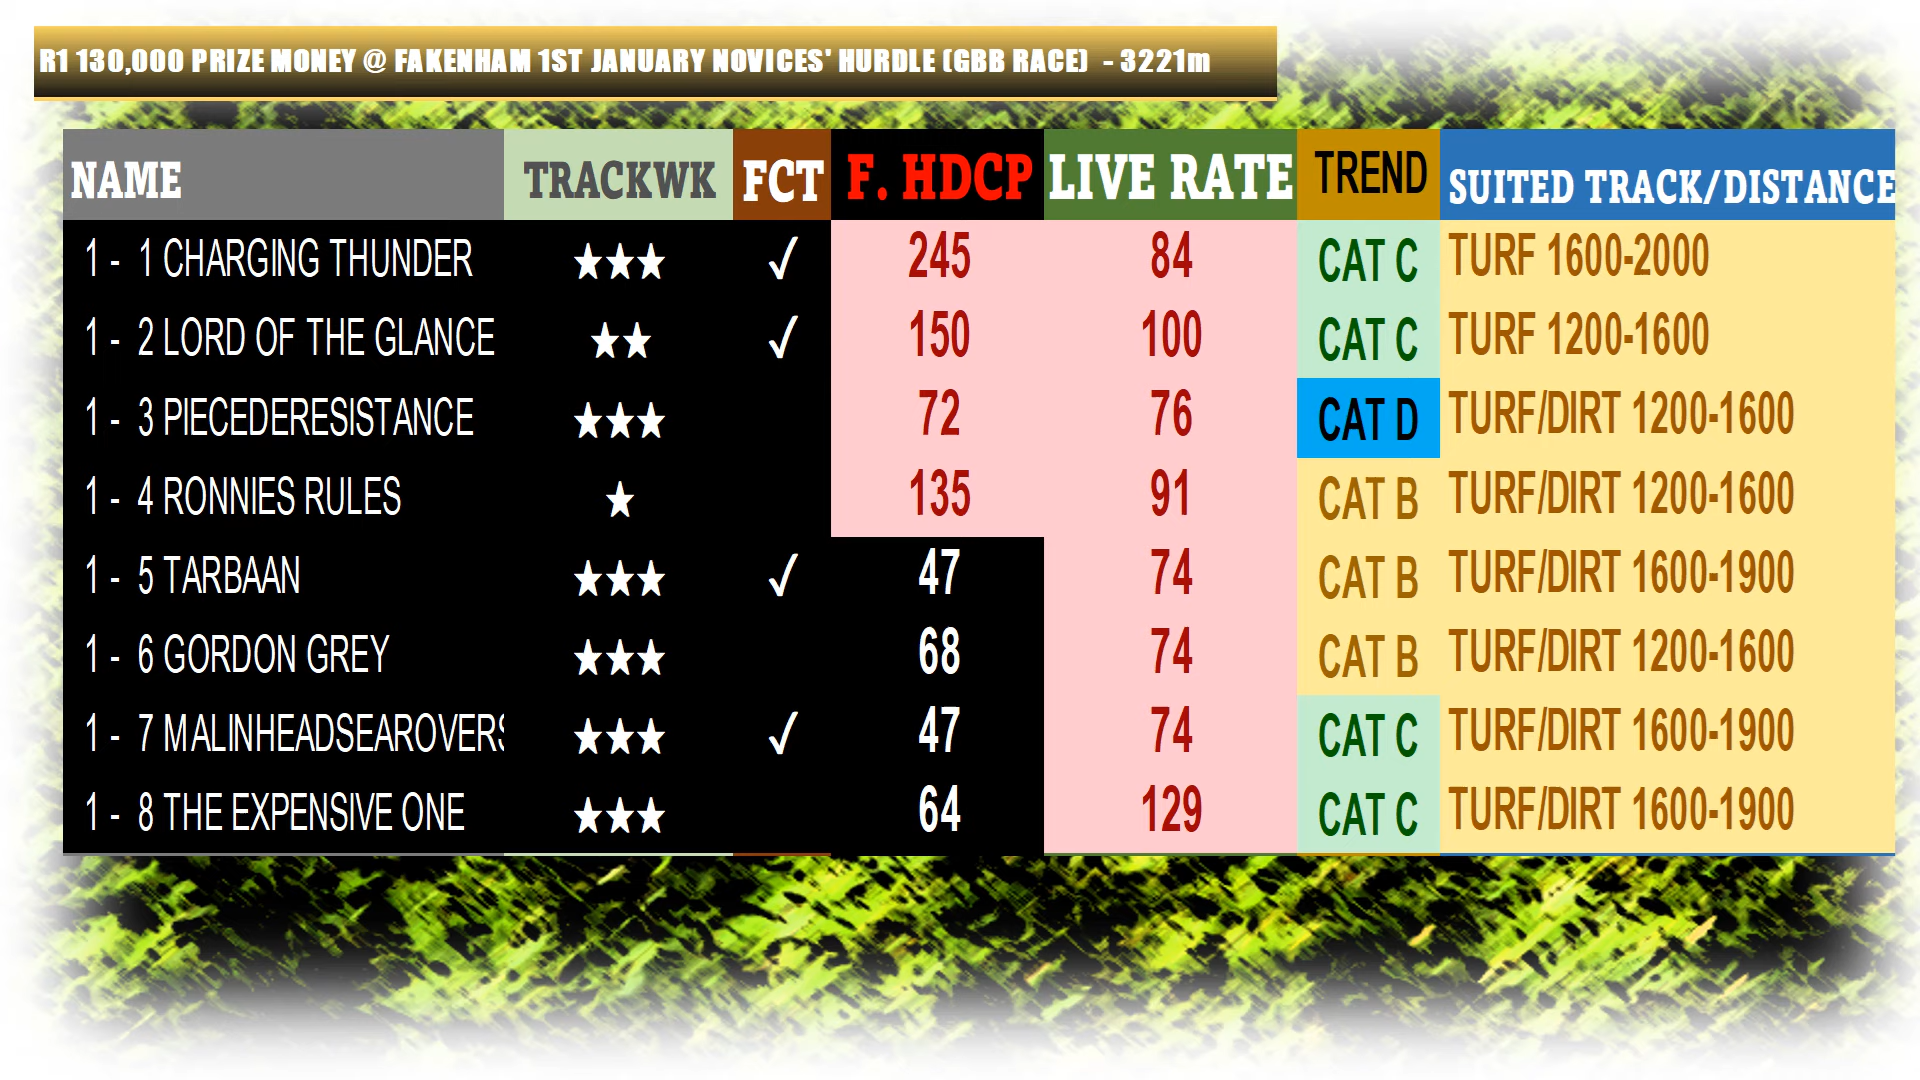 R1 130,000 PRIZE MONEY @ FAKENHAM 1ST JANUARY NOVICES' HURDLE (GBB RACE) - 3221m
NAME TRACKWK FCT F. HDCP LIVE RATE TREND SUITED TRACK/DISTANCE
1 - 1 CHARGING THUNDER ★★★ ✓ 245 84 CAT C TURF 1600-2000
1 - 2 LORD OF THE GLANCE ★★ ✓ 150 100 CAT C TURF 1200-1600
1 - 3 PIECEDERESISTANCE ★★★ 72 76 CAT D TURF/DIRT 1200-1600
1 - 4 RONNIES RULES ★ 135 91 CAT B TURF/DIRT 1200-1600
1 - 5 TARBAAN ★★★ ✓ 47 74 CAT B TURF/DIRT 1600-1900
1 - 6 GORDON GREY ★★★ 68 74 CAT B TURF/DIRT 1200-1600
1 - 7 MALINHEADSEAROVERS ★★★ ✓ 47 74 CAT C TURF/DIRT 1600-1900
1 - 8 THE EXPENSIVE ONE ★★★ 64 129 CAT C TURF/DIRT 1600-1900